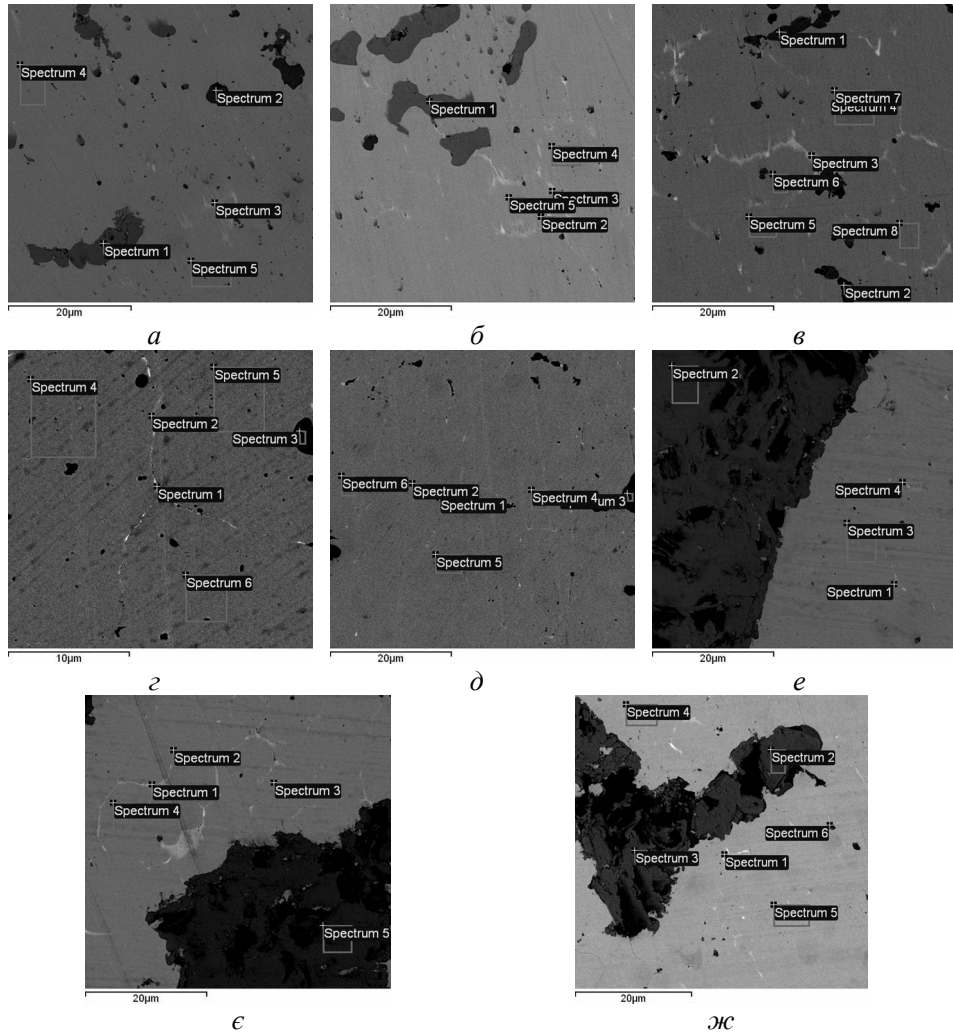 Spectrum 4
Spectrum 2
Spectrum 3
Spectrum 1
Spectrum 5
20µm
а
Spectrum 1
Spectrum 4
Spectrum 3
Spectrum 5
Spectrum 2
20µm
б
Spectrum 1
Spectrum 7
Spectrum 4
Spectrum 3
Spectrum 6
Spectrum 5
Spectrum 8
Spectrum 2
20µm
в
Spectrum 4
Spectrum 5
Spectrum 2
Spectrum 3
Spectrum 1
Spectrum 6
10µm
г
Spectrum 6
Spectrum 2
Spectrum 1
Spectrum 4
um 3
Spectrum 5
20µm
д
Spectrum 2
Spectrum 4
Spectrum 3
Spectrum 1
20µm
е
Spectrum 2
Spectrum 1
Spectrum 3
Spectrum 4
Spectrum 5
20µm
є
Spectrum 4
Spectrum 2
Spectrum 6
Spectrum 3
Spectrum 1
Spectrum 5
20µm
ж